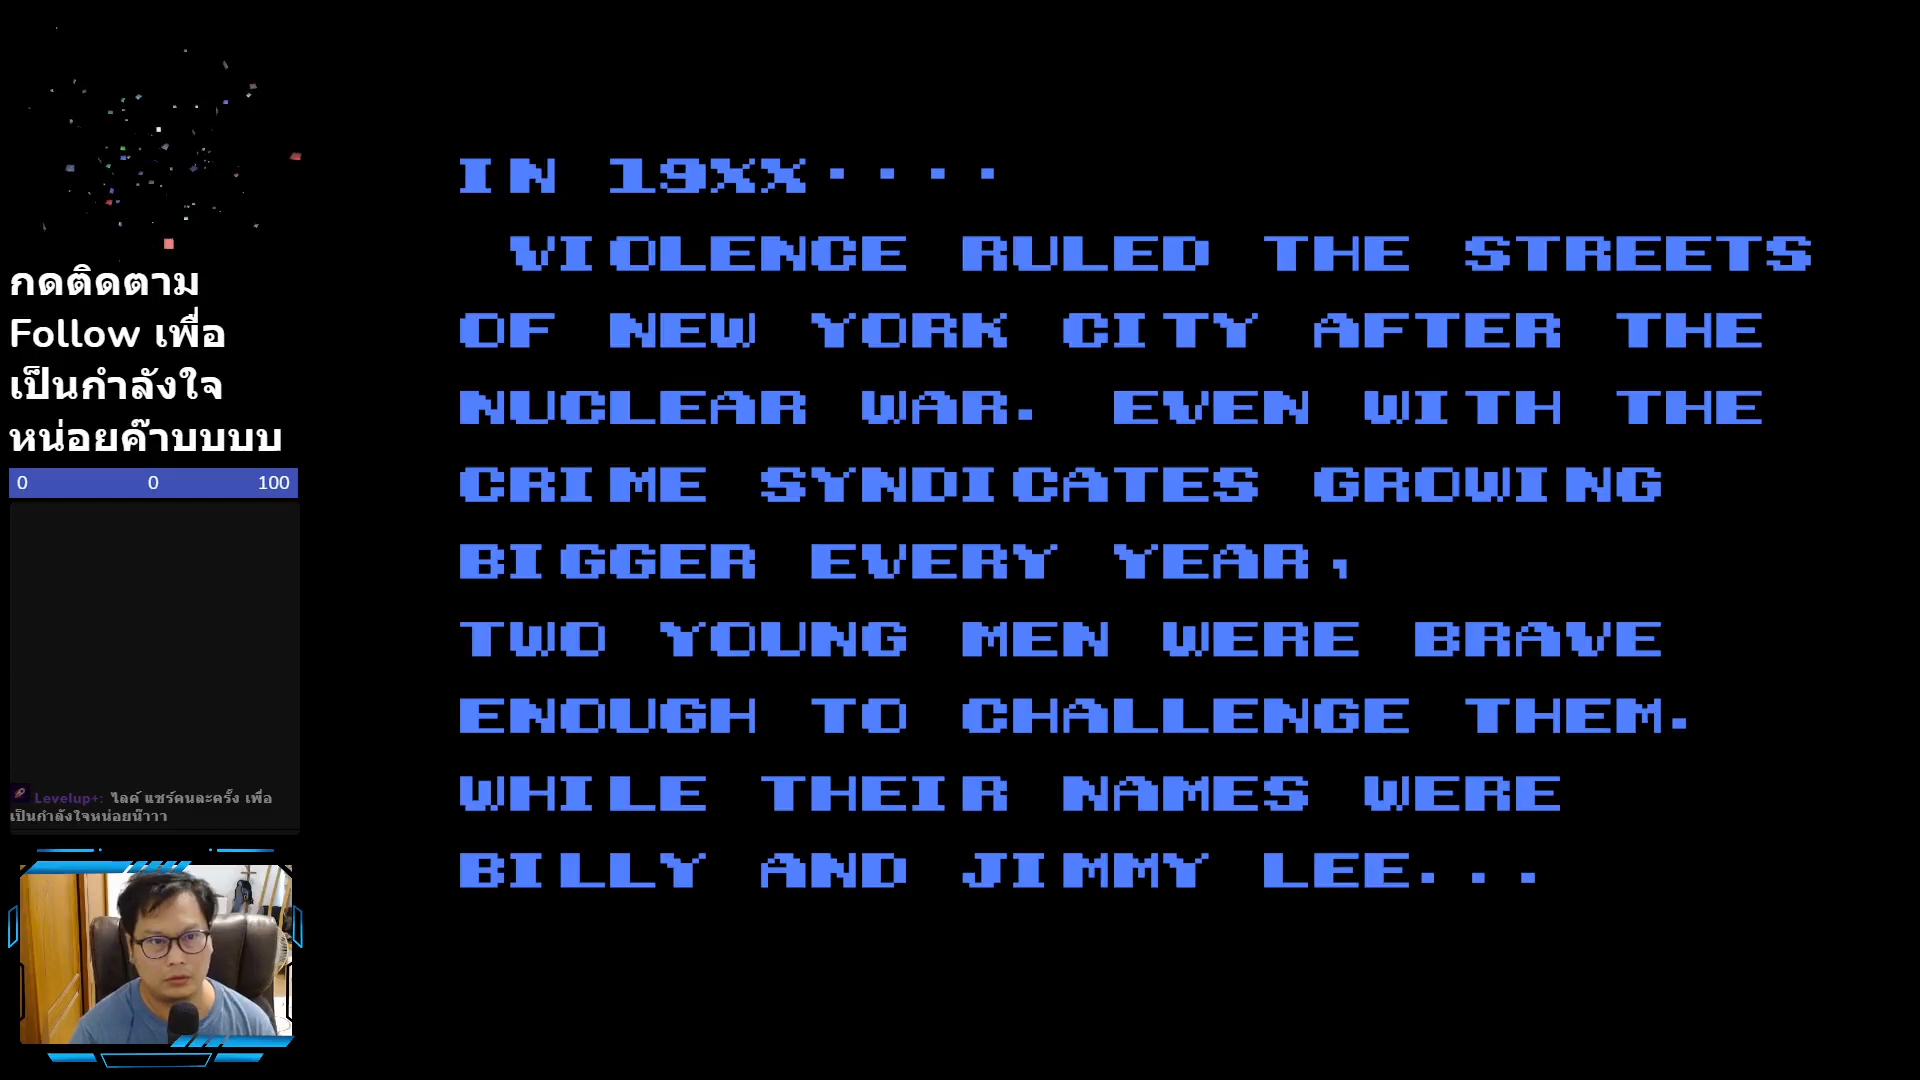 กดติดตาม
Follow เพื่อ
เป็นกำลังใจ
หน่อยค๊าบบบบ
0 0 100
Levelup+: ไลค์ แชร์คนละครั้ง เพื่อ
เป็นกำลังใจหน่อยน๊าาา
IN 19XX····
VIOLENCE RULED THE STREETS
OF NEW YORK CITY AFTER THE
NUCLEAR WAR. EVEN WITH THE
CRIME SYNDICATES GROWING
BIGGER EVERY YEAR,
TWO YOUNG MEN WERE BRAVE
ENOUGH TO CHALLENGE THEM.
WHILE THEIR NAMES WERE
BILLY AND JIMMY LEE...